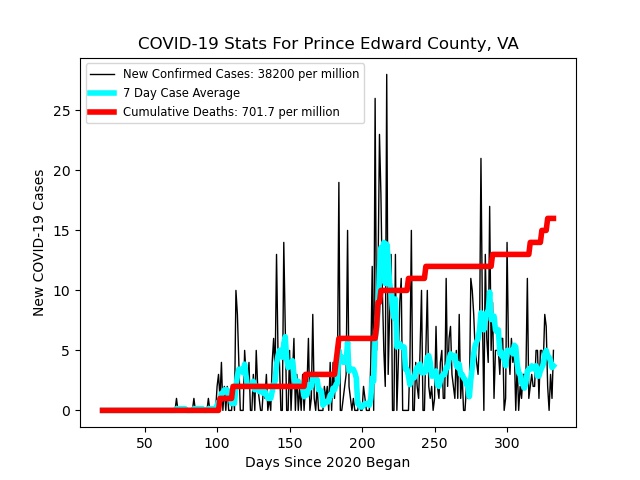 COVID-19 Stats For Prince Edward County, VA
New Confirmed Cases: 38200 per million
7 Day Case Average
Cumulative Deaths: 701.7 per million
New COVID-19 Cases
25
20
15
10
5
0
50 100 150 200 250 300
Days Since 2020 Began